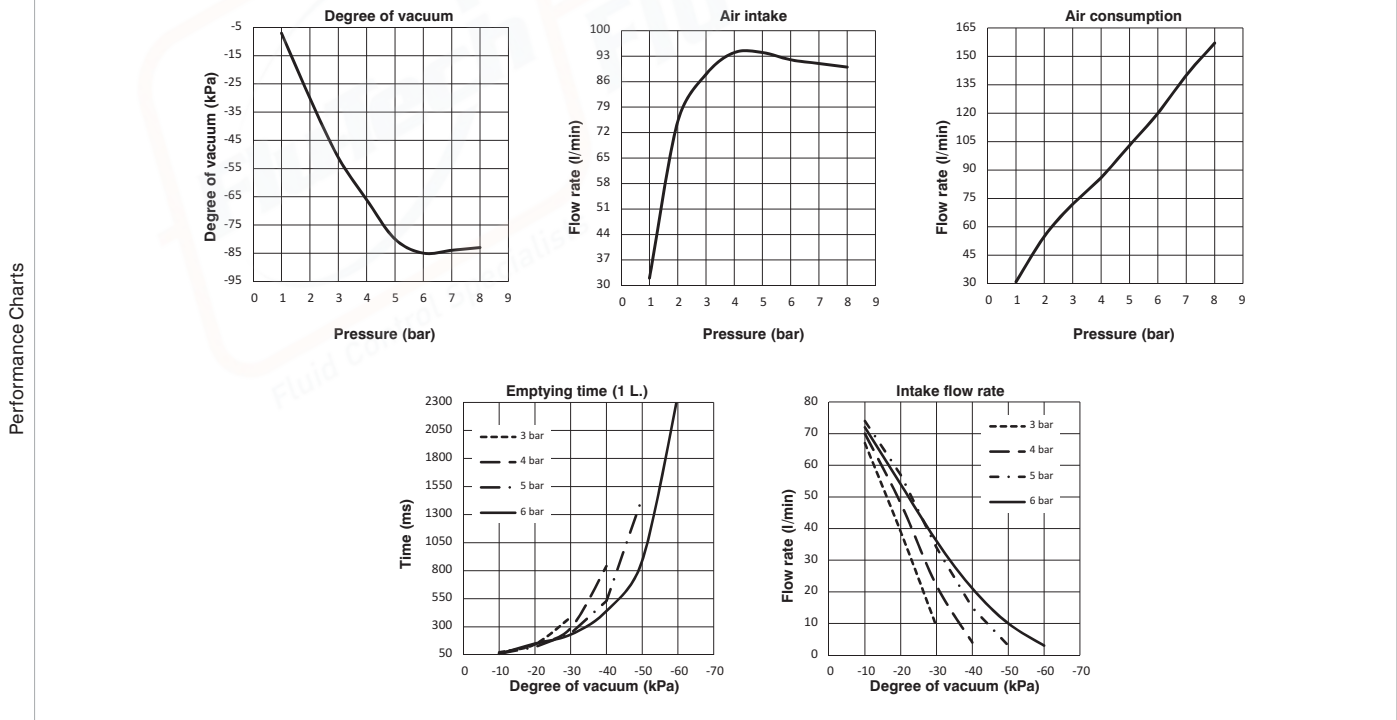 Performance Charts
Degree of vacuum
Degree of vacuum (kPa)
-5
-15
-25
-35
-45
-55
-65
-75
-85
-95
0 1 2 3 4 5 6 7 8 9
Pressure (bar)
Air intake
Flow rate (l/min)
100
93
86
79
72
65
58
51
44
37
30
0 1 2 3 4 5 6 7 8 9
Pressure (bar)
Air consumption
Flow rate (l/min)
165
150
135
120
105
90
75
60
45
30
0 1 2 3 4 5 6 7 8 9
Pressure (bar)
Emptying time (1 L.)
Time (ms)
2300
2050
1800
1550
1300
1050
800
550
300
50
3 bar
4 bar
5 bar
6 bar
0 -10 -20 -30 -40 -50 -60 -70
Degree of vacuum (kPa)
Intake flow rate
Flow rate (l/min)
80
70
60
50
40
30
20
10
0
3 bar
4 bar
5 bar
6 bar
0 -10 -20 -30 -40 -50 -60 -70
Degree of vacuum (kPa)
Fluid Control Specialist